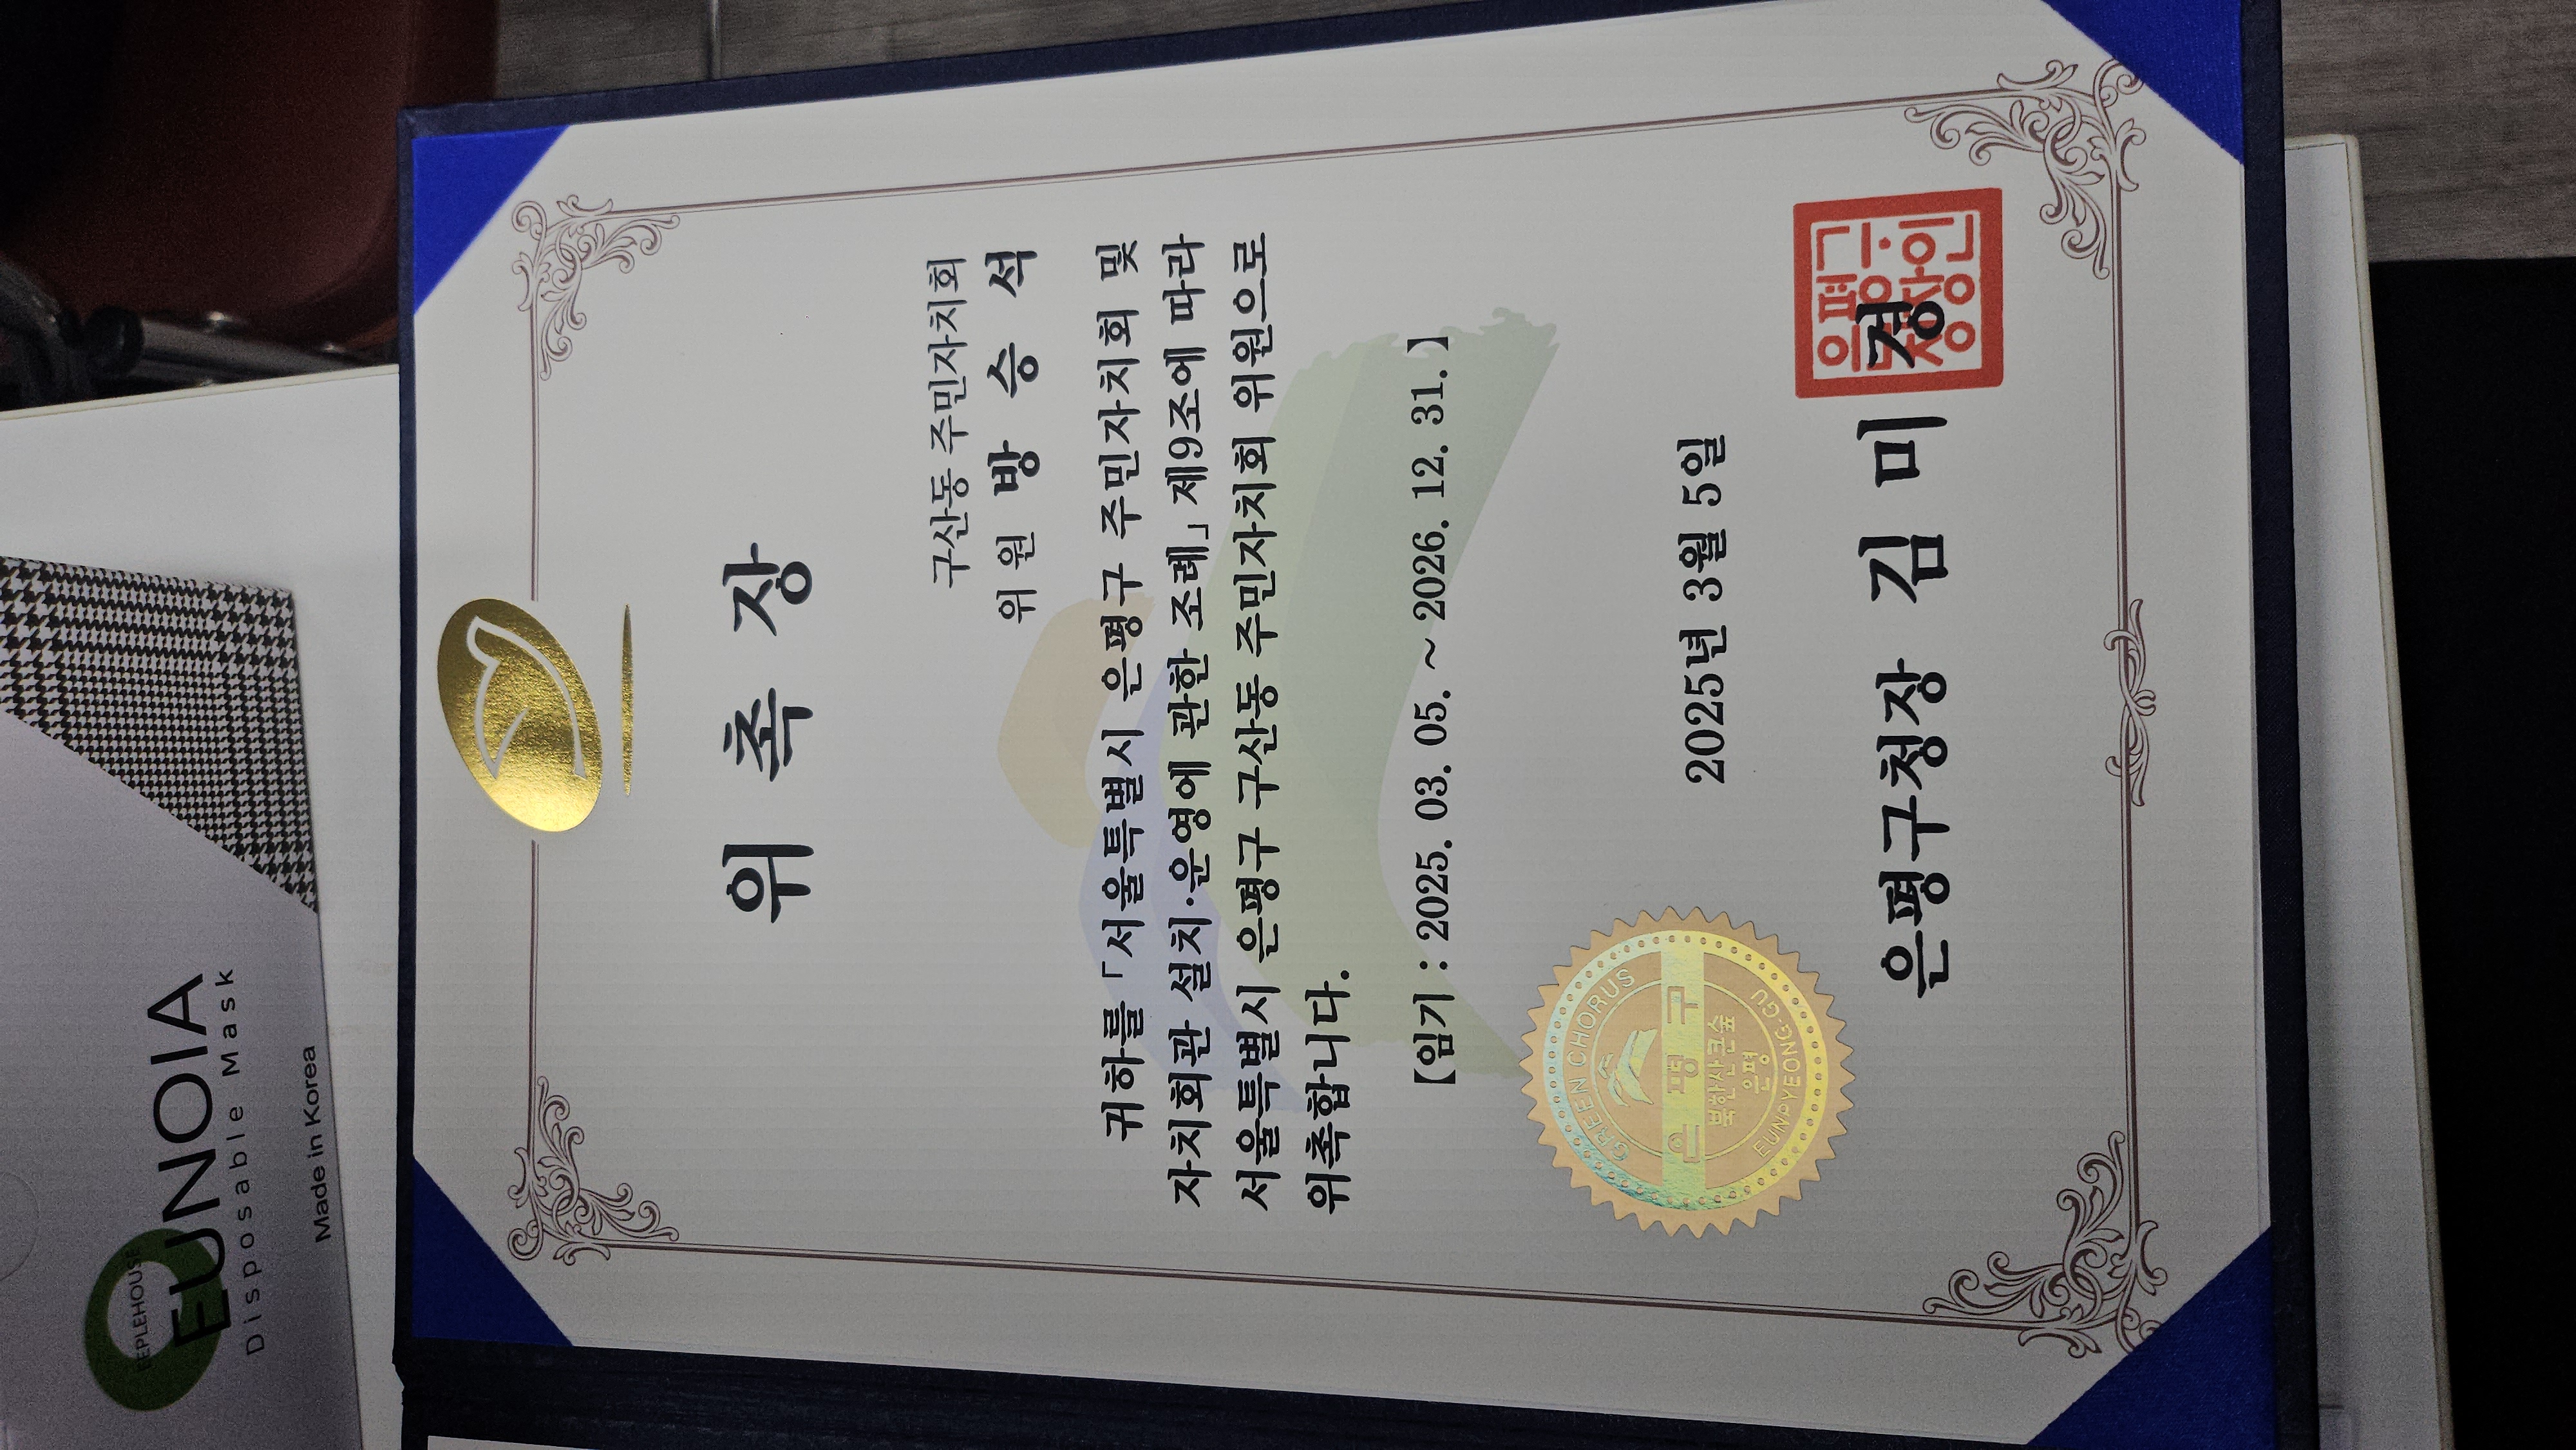 위 촉 장
구산동 주민자치회
위 원 방 승 석
귀하를 「서울특별시 은평구 주민자치회 및
자치회관 설치·운영에 관한 조례」 제9조에 따라
서울특별시 은평구 구산동 주민자치회 위원으로
위촉합니다.
【임기 : 2025. 03. 05. ~ 2026. 12. 31.】
2025년 3월 5일
은평구청장 김 미 경
은평구
청장인
GREEN CHORUS
은평구
북한산큰숲
은평
EUNPYEONG-GU
EUNOIA
Disposable Mask
Made in Korea